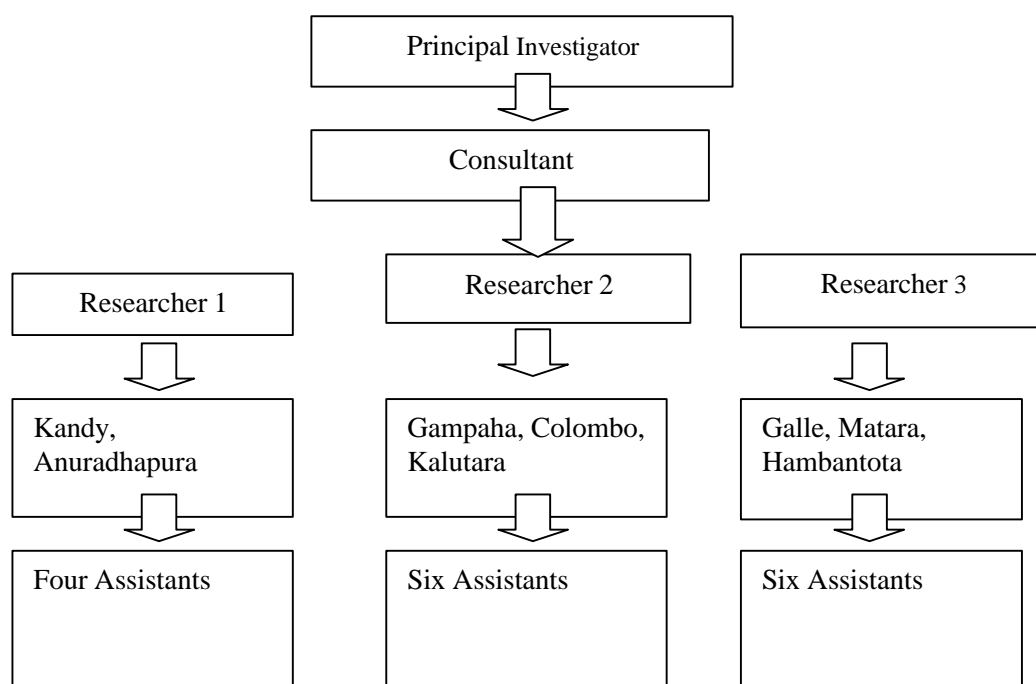 Principal Investigator
Consultant
Researcher 1
Researcher 2
Researcher 3
Kandy,
Anuradhapura
Gampaha, Colombo,
Kalutara
Galle, Matara,
Hambantota
Four Assistants
Six Assistants
Six Assistants